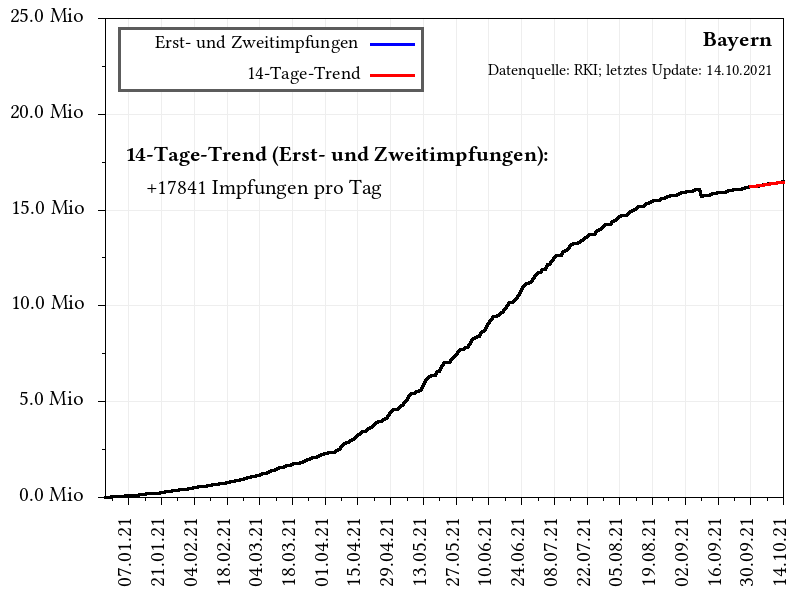 25.0 Mio
20.0 Mio
15.0 Mio
10.0 Mio
5.0 Mio
0.0 Mio
Erst- und Zweitimpfungen
14-Tage-Trend
Bayern
Datenquelle: RKI; letztes Update: 14.10.2021
14-Tage-Trend (Erst- und Zweitimpfungen):
+17841 Impfungen pro Tag
07.01.21
21.01.21
04.02.21
18.02.21
04.03.21
18.03.21
01.04.21
15.04.21
29.04.21
13.05.21
27.05.21
10.06.21
24.06.21
08.07.21
22.07.21
05.08.21
19.08.21
02.09.21
16.09.21
30.09.21
14.10.21